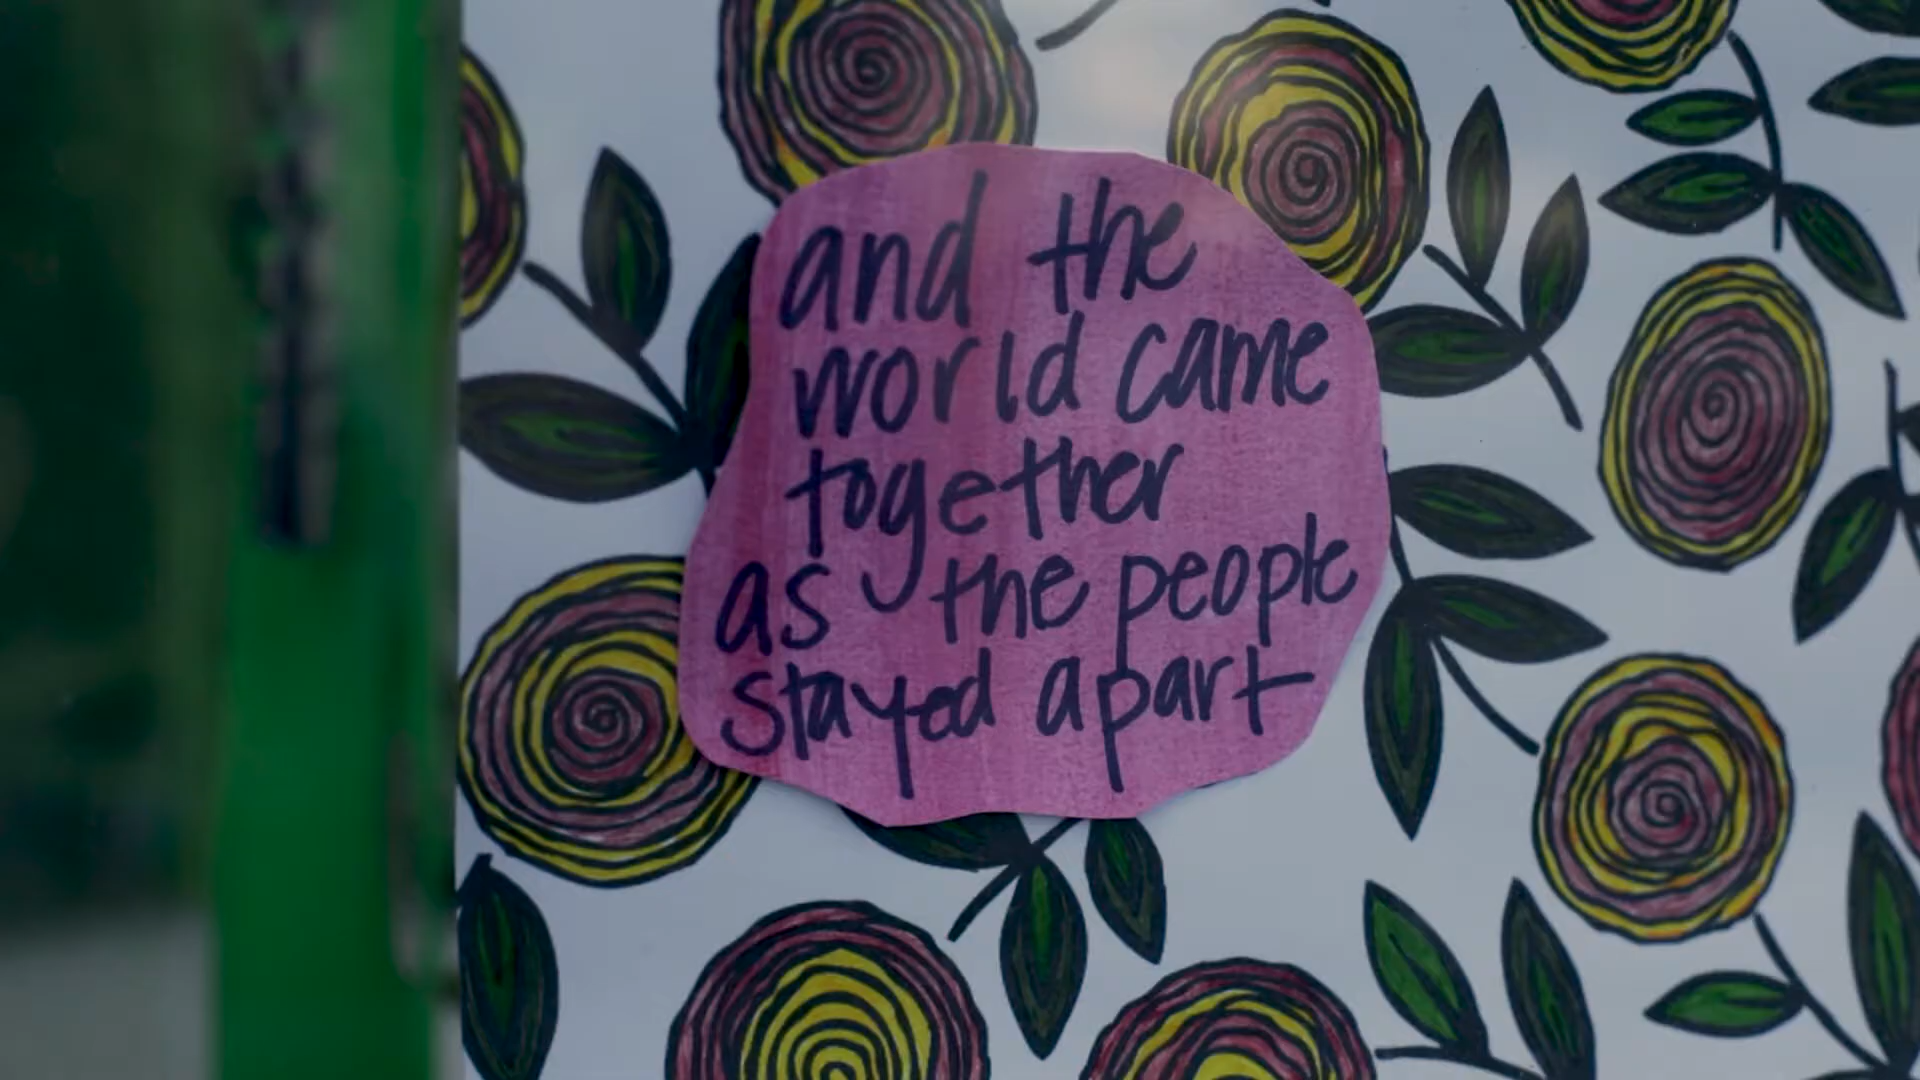 and the
world came
together
as the people
stayed apart